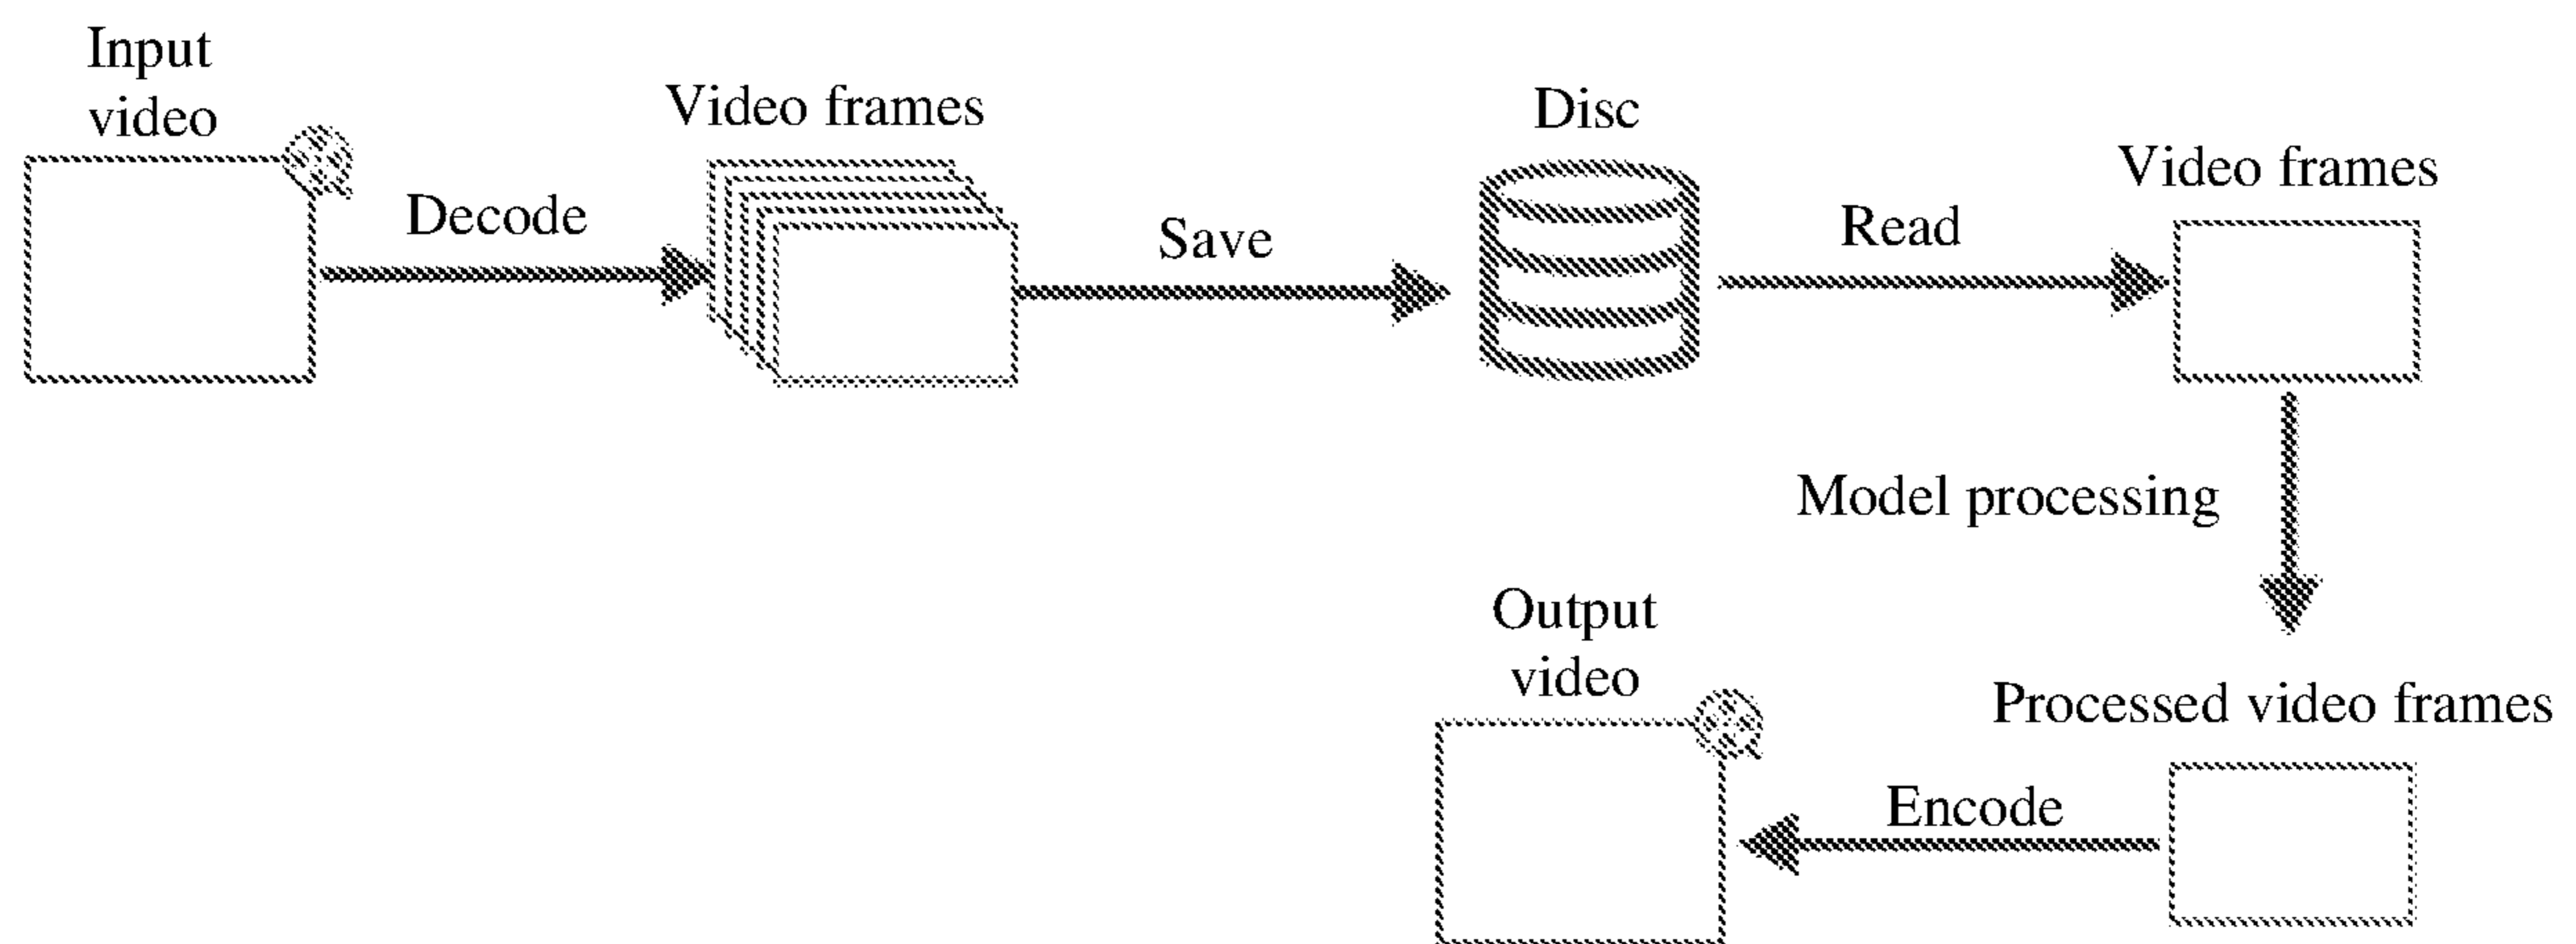 Input
video
Decode
Video frames
Save
Disc
Read
Video frames
Model processing
Processed video frames
Encode
Output
video